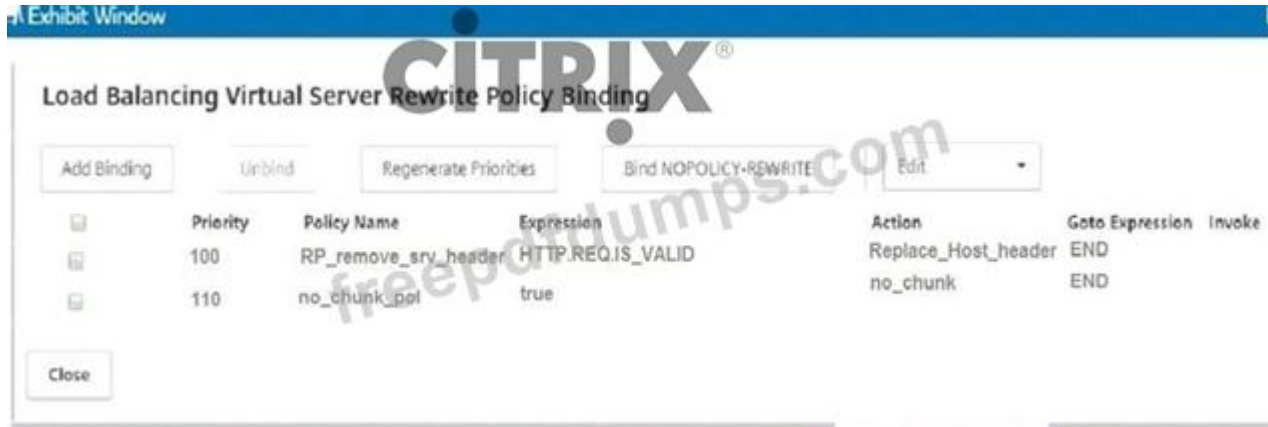 Exhibit Window
CİTRIX®
Load Balancing Virtual Server Rewrite Policy Binding
Add Binding Unbind Regenerate Priorities Bind NOPOLICY-REWRITE Edit
Priority Policy Name Expression Action Goto Expression Invoke
100 RP_remove_srv_header HTTP.REQ.IS_VALID Replace_Host_header END
110 no_chunk_pol true no_chunk END
freepdfdumps.com
Close